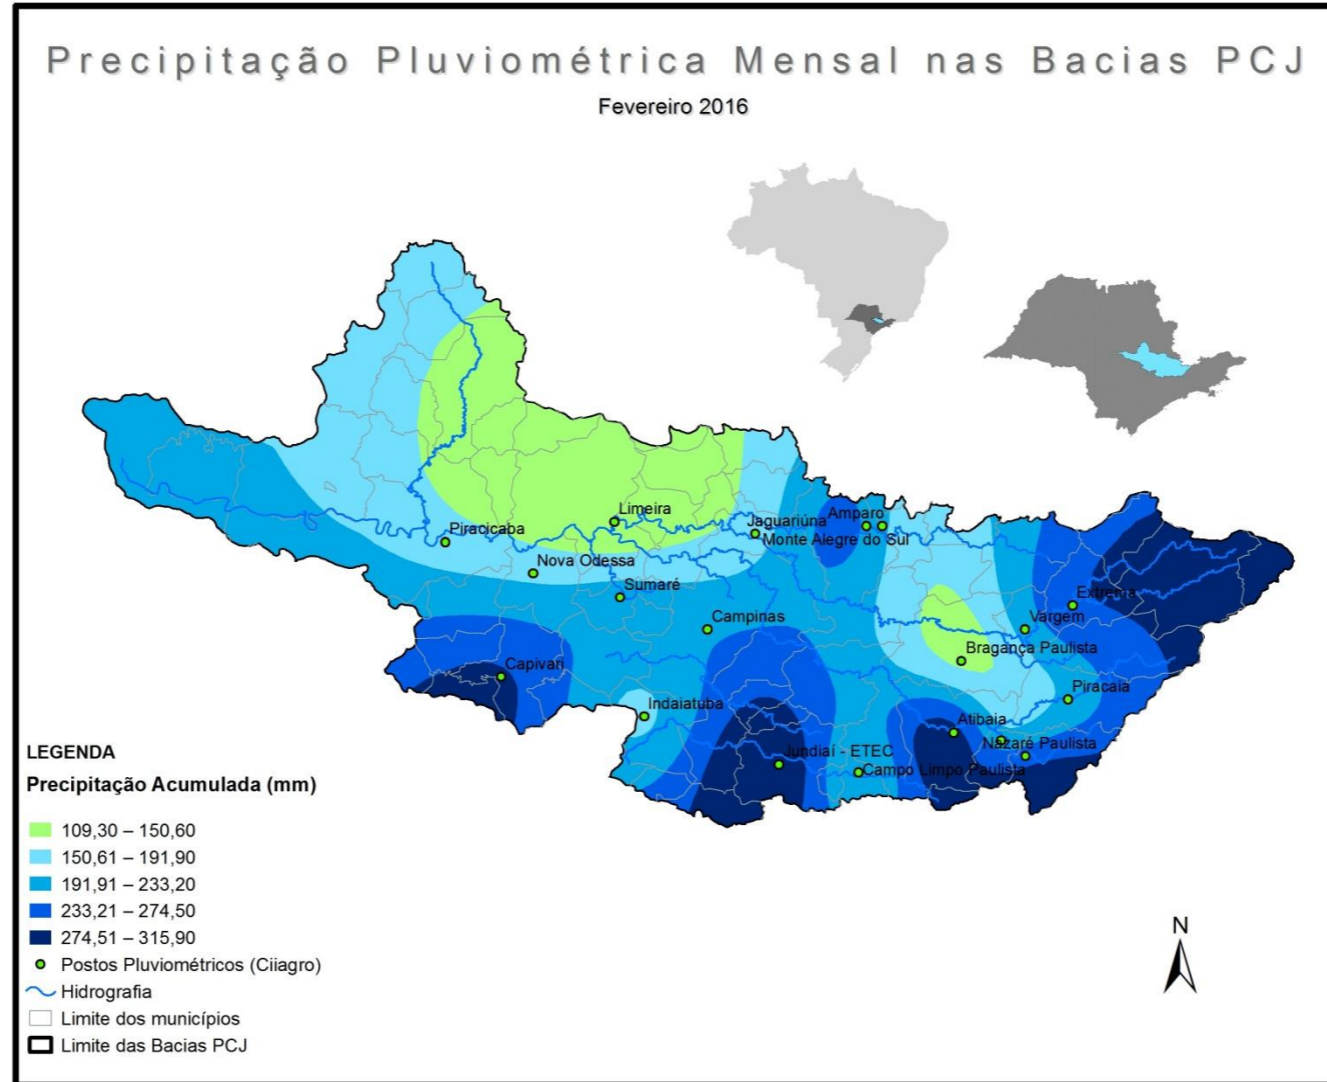 Precipitação Pluviométrica Mensal nas Bacias PCJ
Fevereiro 2016
Limeira
Piracicaba
Jaguariúna
Amparo
Monte Alegre do Sul
Nova Odessa
Sumaré
Extrema
Campinas
Vargem
Bragança Paulista
Capivari
Piracaia
Indaiatuba
Atibaia
Nazaré Paulista
Jundiaí - ETEC
Campo Limpo Paulista
LEGENDA
Precipitação Acumulada (mm)
109,30 – 150,60
150,61 – 191,90
191,91 – 233,20
233,21 – 274,50
274,51 – 315,90
Postos Pluviométricos (Ciiagro)
Hidrografia
Limite dos municípios
Limite das Bacias PCJ
N